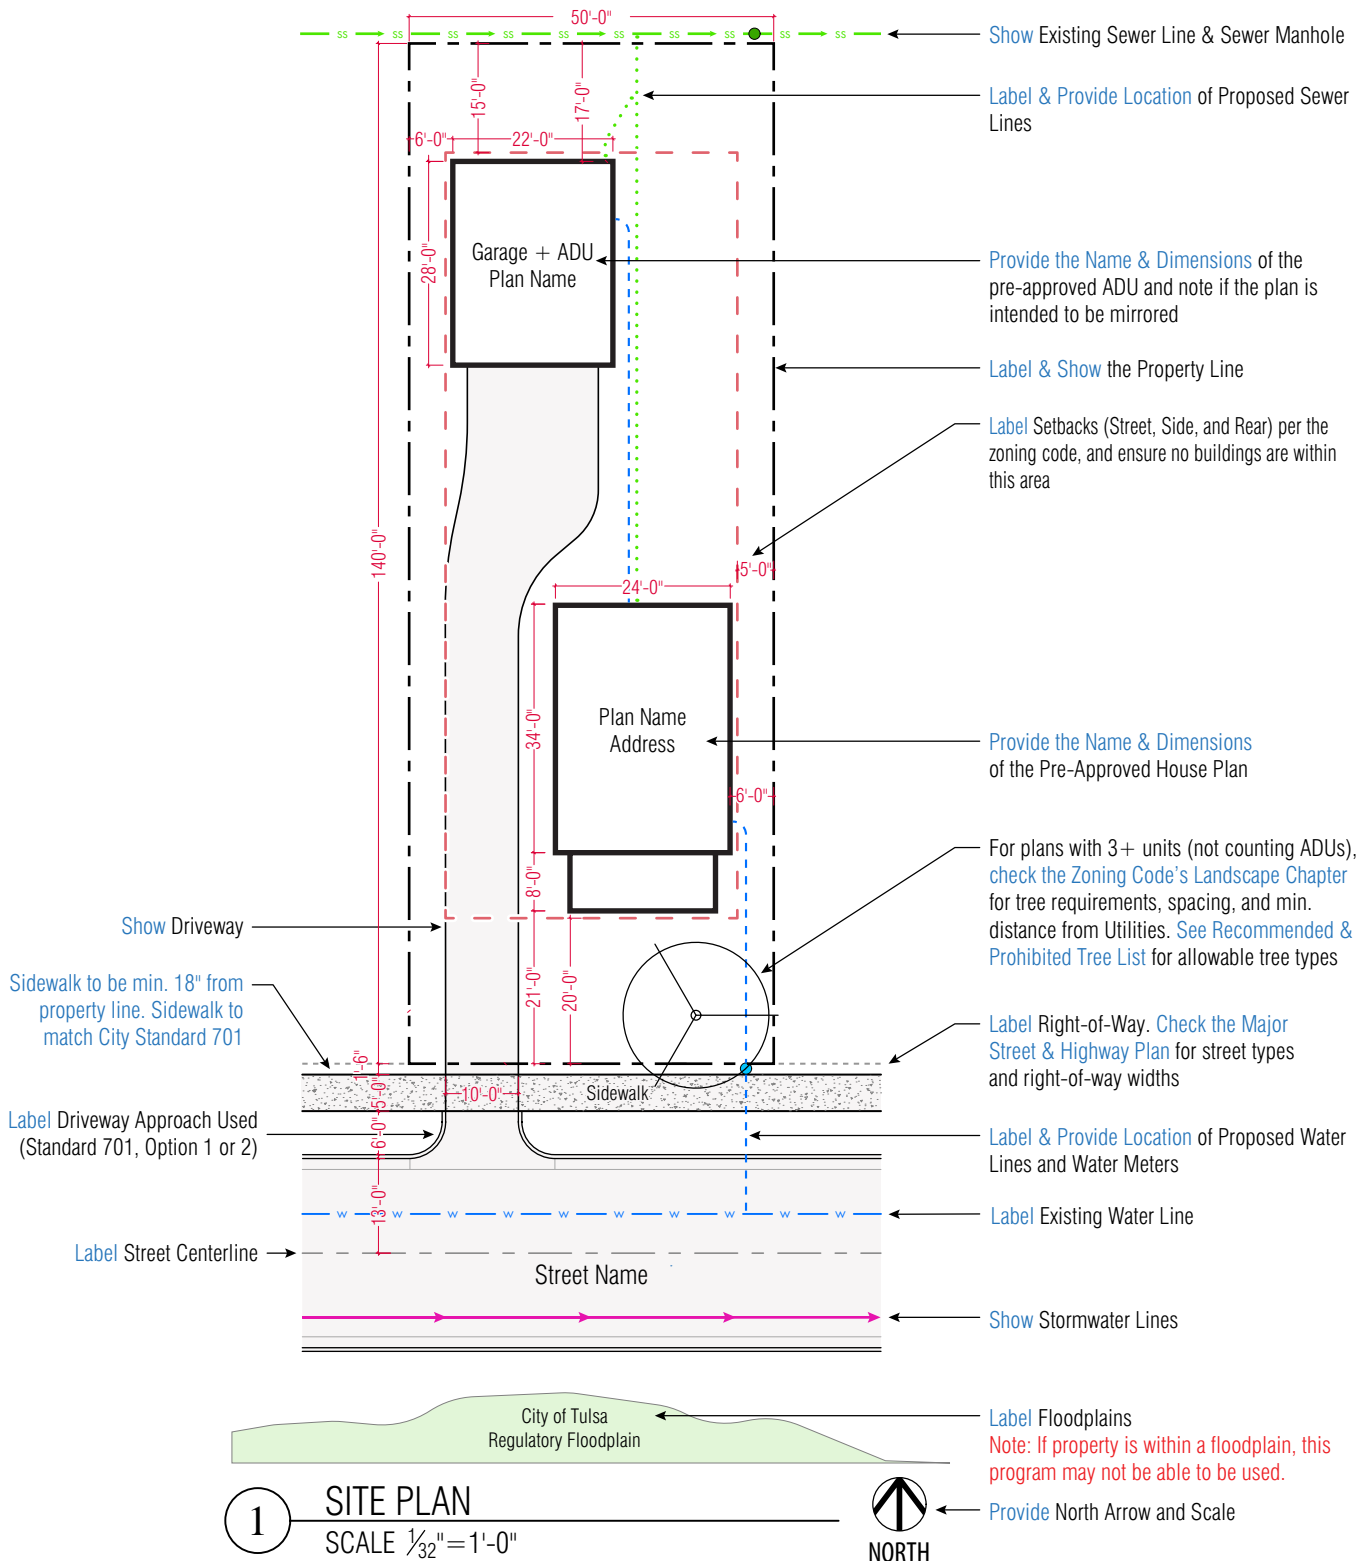 50'-0"
ss ss ss ss ss ss ss ss ss ss
Show Existing Sewer Line & Sewer Manhole
15'-0"
17'-0"
Label & Provide Location of Proposed Sewer
Lines
6'-0"
22'-0"
28'-0"
Garage + ADU
Plan Name
Provide the Name & Dimensions of the
pre-approved ADU and note if the plan is
intended to be mirrored
Label & Show the Property Line
Label Setbacks (Street, Side, and Rear) per the
zoning code, and ensure no buildings are within
this area
140'-0"
5'-0"
24'-0"
34'-0"
Plan Name
Address
Provide the Name & Dimensions
of the Pre-Approved House Plan
6'-0"
8'-0"
For plans with 3+ units (not counting ADUs),
check the Zoning Code's Landscape Chapter
for tree requirements, spacing, and min.
distance from Utilities. See Recommended &
Prohibited Tree List for allowable tree types
Show Driveway
21'-0"
20'-0"
Sidewalk to be min. 18" from
property line. Sidewalk to
match City Standard 701
Label Right-of-Way. Check the Major
Street & Highway Plan for street types
and right-of-way widths
1'-6"
5'-0"
10'-0"
Sidewalk
Label Driveway Approach Used
(Standard 701, Option 1 or 2)
6'-0"
Label & Provide Location of Proposed Water
Lines and Water Meters
13'-0"
w w w w w w w w w w
Label Existing Water Line
Label Street Centerline
Street Name
Show Stormwater Lines
City of Tulsa
Regulatory Floodplain
Label Floodplains
Note: If property is within a floodplain, this
program may not be able to be used.
1
SITE PLAN
SCALE 1/32"=1'-0"
NORTH
Provide North Arrow and Scale